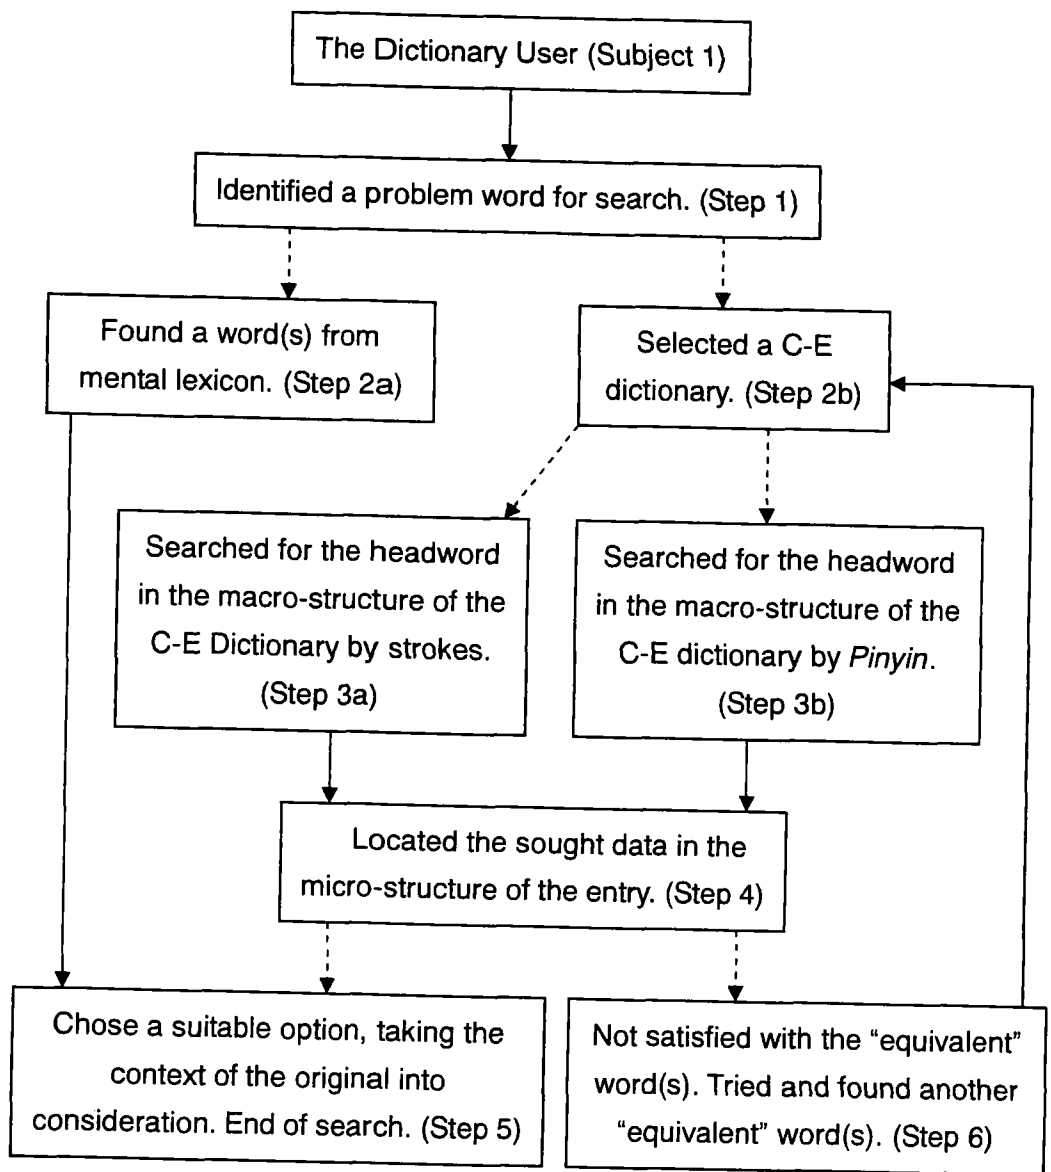 The Dictionary User (Subject 1)
Identified a problem word for search. (Step 1)
Found a word(s) from
mental lexicon. (Step 2a)
Selected a C-E
dictionary. (Step 2b)
Searched for the headword
in the macro-structure of the
C-E Dictionary by strokes.
(Step 3a)
Searched for the headword
in the macro-structure of the
C-E dictionary by Pinyin.
(Step 3b)
Located the sought data in the
micro-structure of the entry. (Step 4)
Chose a suitable option, taking the
context of the original into
consideration. End of search. (Step 5)
Not satisfied with the “equivalent”
word(s). Tried and found another
“equivalent” word(s). (Step 6)